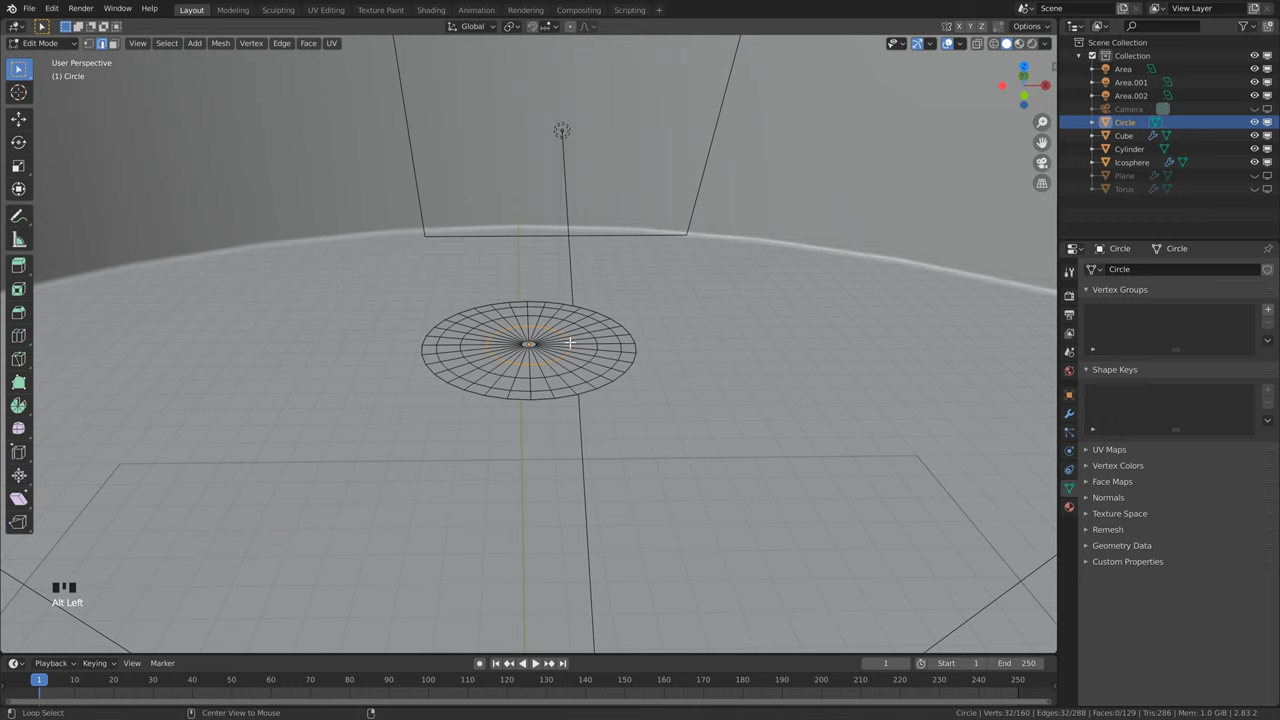 File Edit Render Window Help Layout Modeling Sculpting UV Editing Texture Paint Shading Animation Rendering Compositing Scripting + Scene View Layer
Global Options
Edit Mode View Select Add Mesh Vertex Edge Face UV
User Perspective
(1) Circle
Scene Collection
Collection
Area
Area.001
Area.002
Camera
Circle
Cube
Cylinder
Icosphere
Plane
Torus
Circle Circle
Circle
Vertex Groups
Shape Keys
UV Maps
Vertex Colors
Face Maps
Normals
Texture Space
Remesh
Geometry Data
Custom Properties
Alt Left
Playback Keying View Marker 1 Start 1 End 250
1 10 20 30 40 50 60 70 80 90 100 110 120 130 140 150 160 170 180 190 200 210 220 230 240 250
Loop Select Center View to Mouse Circle | Verts:32/160 | Edges:32/288 | Faces:0/129 | Tris:286 | Mem: 1.0 GiB | 2.83.2